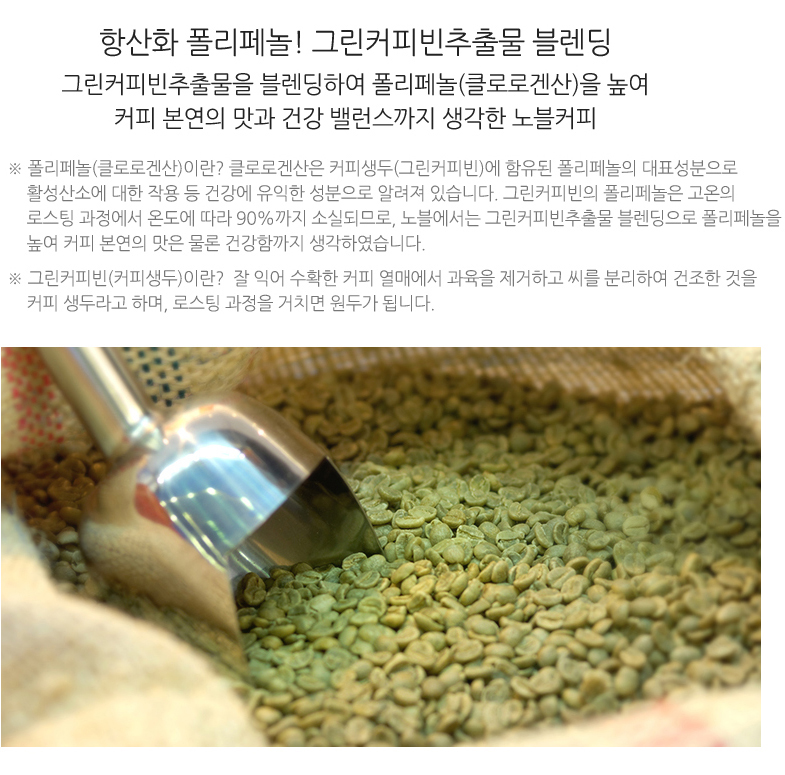 항산화 폴리페놀! 그린커피빈추출물 블렌딩
그린커피빈추출물을 블렌딩하여 폴리페놀(클로로겐산)을 높여
커피 본연의 맛과 건강 밸런스까지 생각한 노블커피
※ 폴리페놀(클로로겐산)이란? 클로로겐산은 커피생두(그린커피빈)에 함유된 폴리페놀의 대표성분으로
활성산소에 대한 작용 등 건강에 유익한 성분으로 알려져 있습니다. 그린커피빈의 폴리페놀은 고온의
로스팅 과정에서 온도에 따라 90%까지 소실되므로, 노블에서는 그린커피빈추출물 블렌딩으로 폴리페놀을
높여 커피 본연의 맛은 물론 건강함까지 생각하였습니다.
※ 그린커피빈(커피생두)이란? 잘 익어 수확한 커피 열매에서 과육을 제거하고 씨를 분리하여 건조한 것을
커피 생두라고 하며, 로스팅 과정을 거치면 원두가 됩니다.